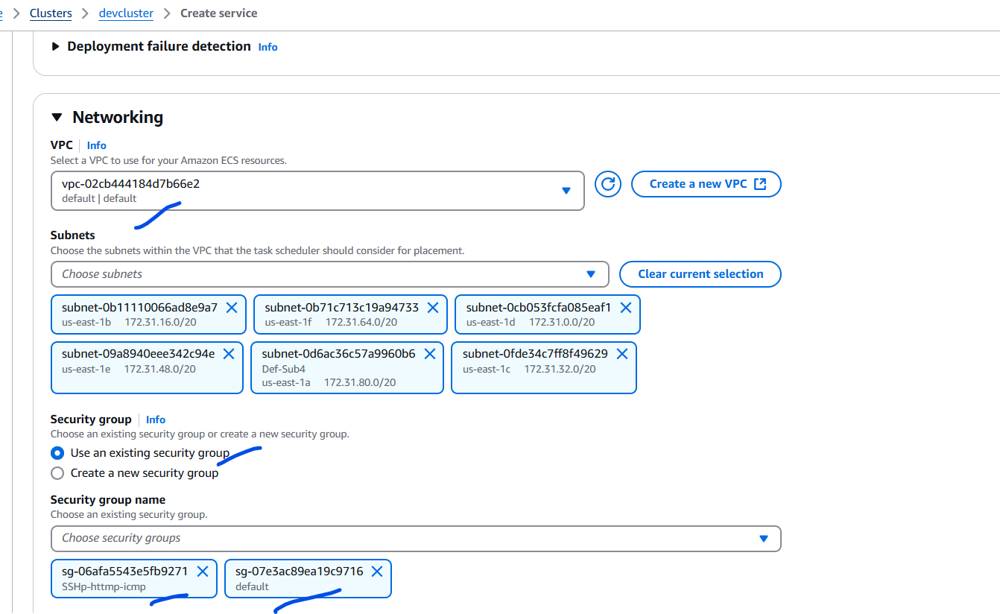 e > Clusters > devcluster > Create service
Deployment failure detection Info
Networking
VPC Info
Select a VPC to use for your Amazon ECS resources.
vpc-02cb444184d7b66e2
default | default
Create a new VPC
Subnets
Choose the subnets within the VPC that the task scheduler should consider for placement.
Choose subnets
Clear current selection
subnet-0b11110066ad8e9a7 subnet-0b71c713c19a94733 subnet-0cb053fcfa085eaf1
us-east-1b 172.31.16.0/20 us-east-1f 172.31.64.0/20 us-east-1d 172.31.0.0/20
subnet-09a8940eee342c94e subnet-0d6ac36c57a9960b6 subnet-0fde34c7ff8f49629
us-east-1e 172.31.48.0/20 Def-Sub4 us-east-1c 172.31.32.0/20
us-east-1a 172.31.80.0/20
Security group Info
Choose an existing security group or create a new security group.
Use an existing security group
Create a new security group
Security group name
Choose an existing security group.
Choose security groups
sg-06afa5543e5fb9271 sg-07e3ac89ea19c9716
SSHp-httmp-icmp default